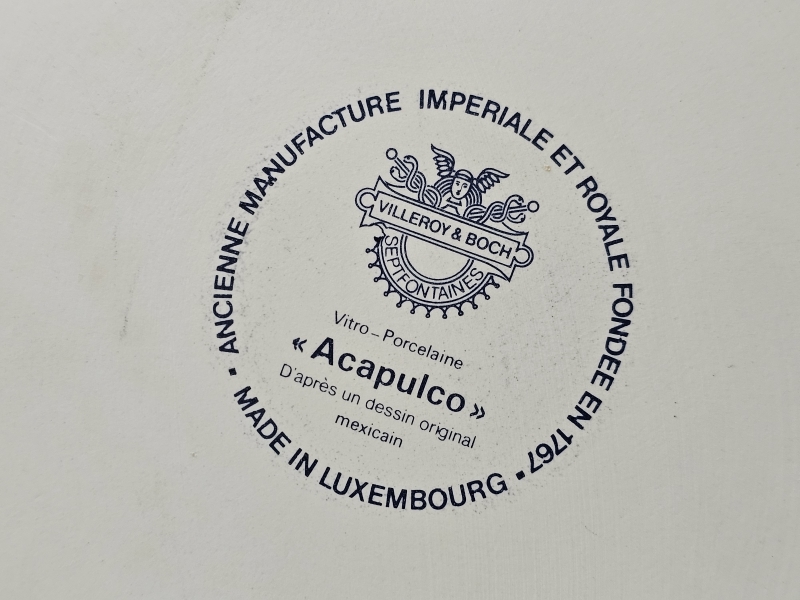 ANCIENNE MANUFACTURE IMPERIALE ET ROYALE FONDEE EN 1767
VILLEROY & BOCH
SEPTFONTAINES
Vitro-Porcelaine
«Acapulco»
D'après un dessin original
mexicain
MADE IN LUXEMBOURG